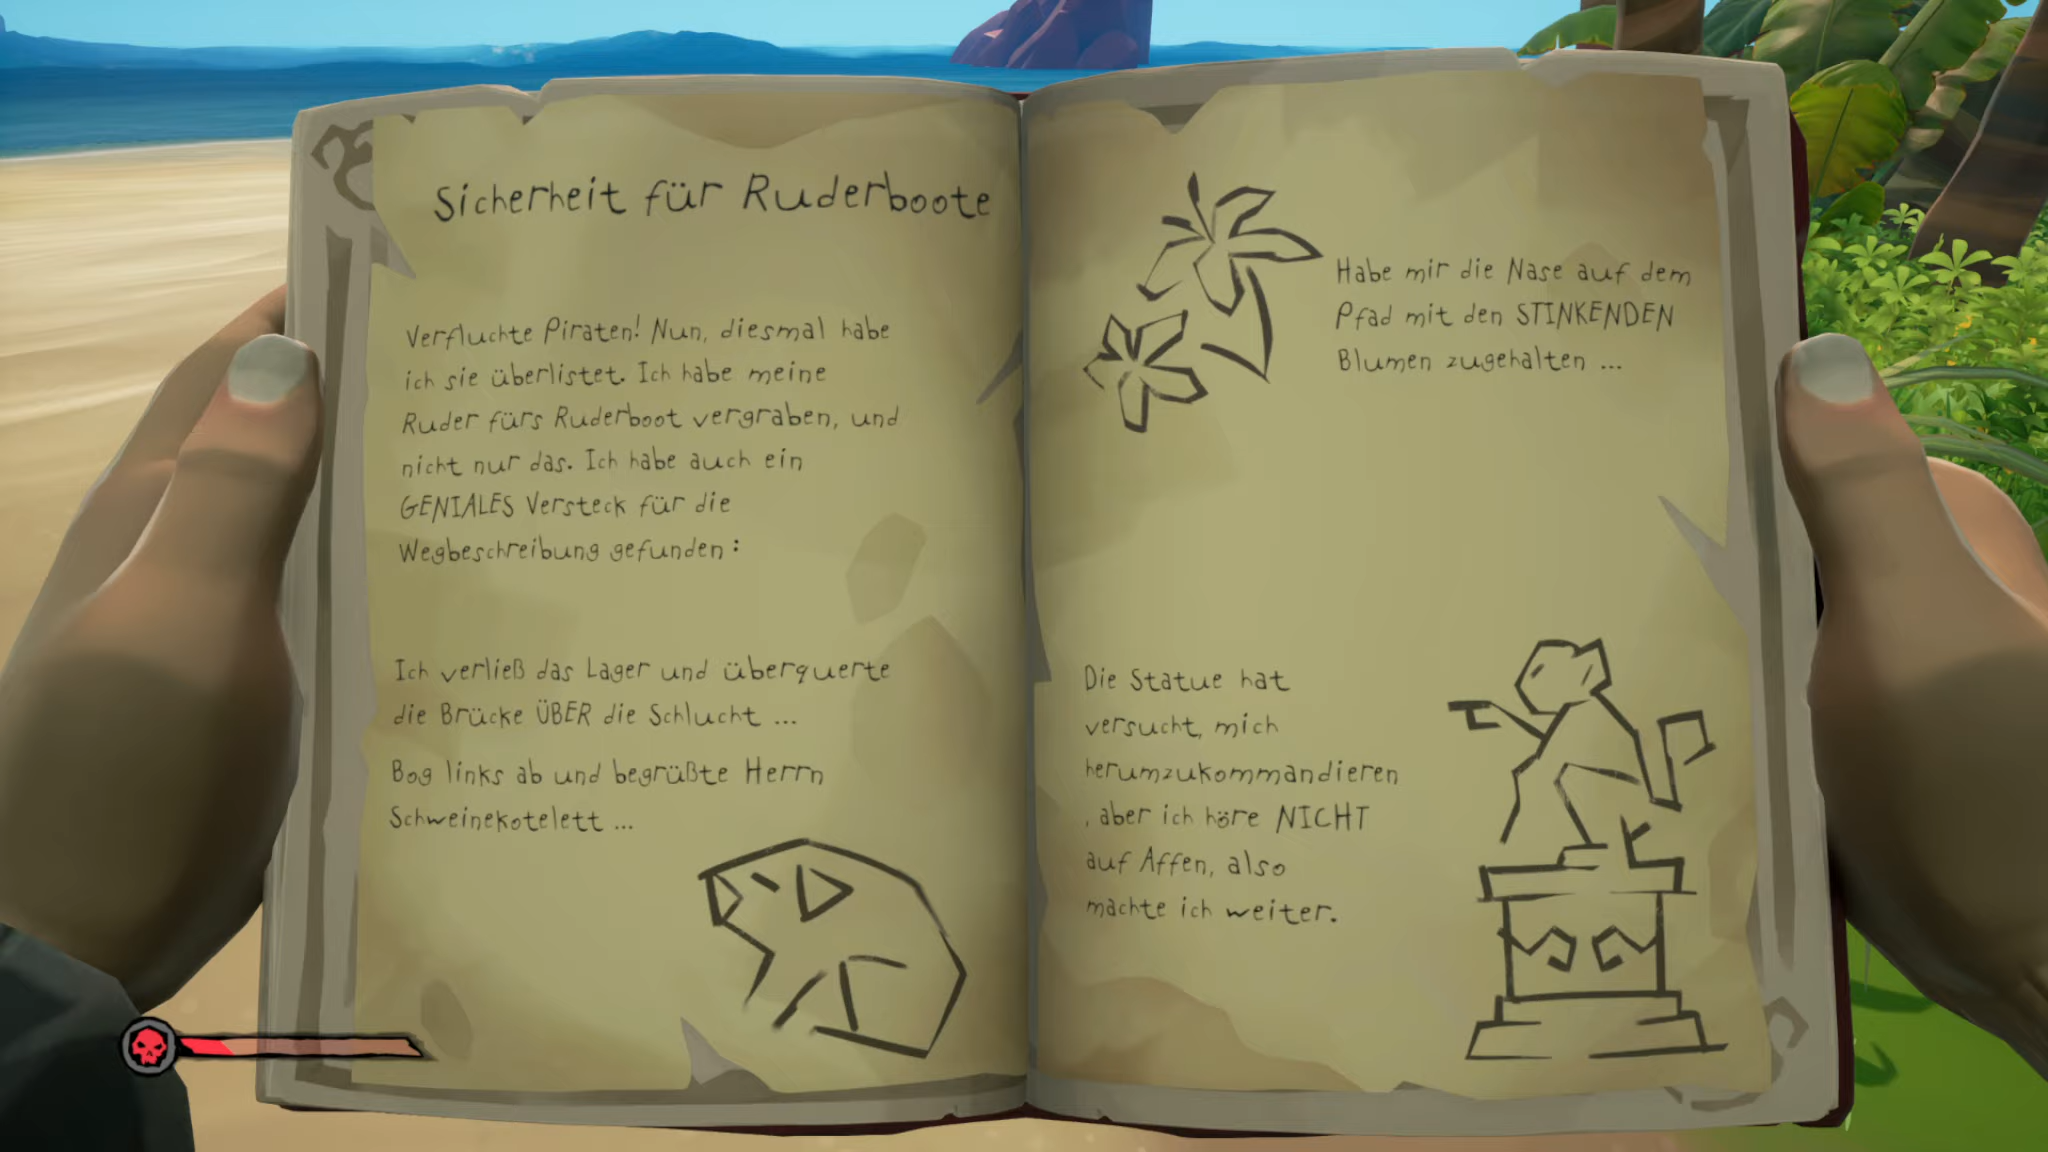 Sicherheit für Ruderboote
Verfluchte Piraten! Nun, diesmal habe
ich sie überlistet. Ich habe meine
Ruder fürs Ruderboot vergraben, und
nicht nur das. Ich habe auch ein
GENIALES Versteck für die
Wegbeschreibung gefunden:
Ich verließ das Lager und überquerte
die Brücke ÜBER die Schlucht ...
Bog links ab und begrüßte Herrn
Schweinekotelett ...
Habe mir die Nase auf dem
Pfad mit den STINKENDEN
Blumen zugehalten ...
Die Statue hat
versucht, mich
herumzukommandieren
, aber ich höre NICHT
auf Affen, also
machte ich weiter.